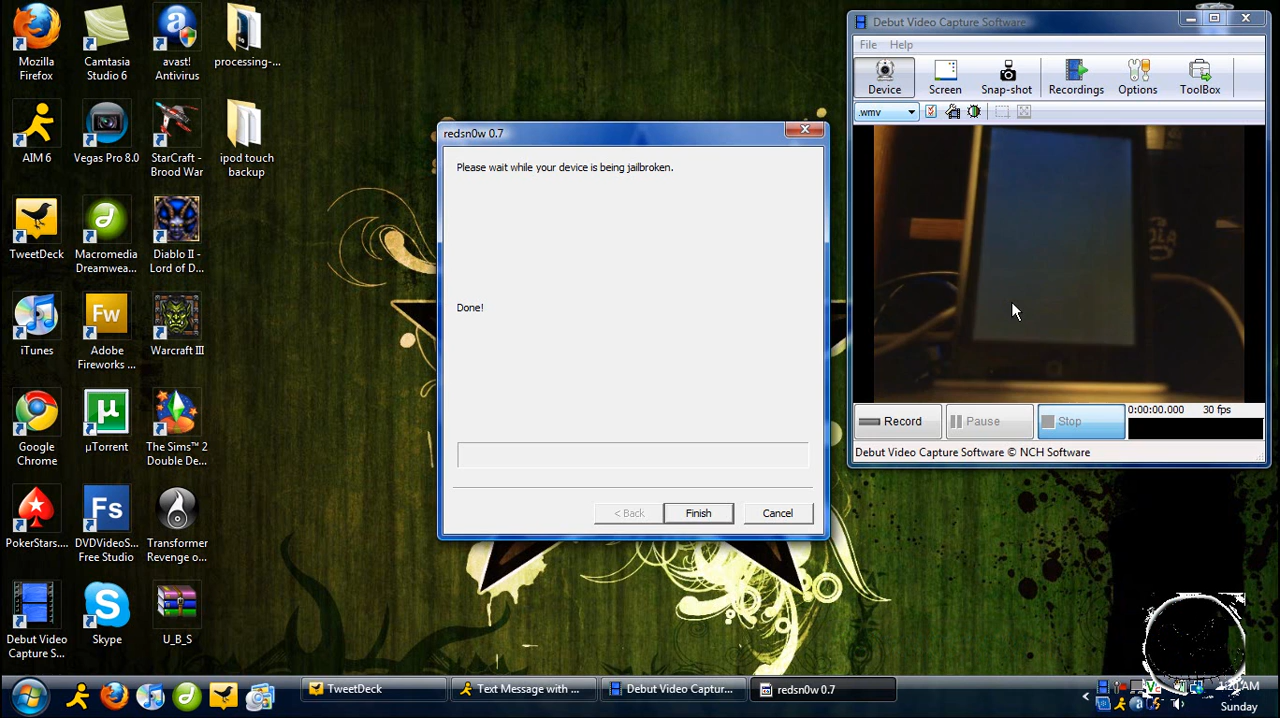 Mozilla
Firefox
Camtasia
Studio 6
avast!
Antivirus
processing-...
AIM 6
Vegas Pro 8.0
StarCraft -
Brood War
ipod touch
backup
TweetDeck
Macromedia
Dreamwea...
Diablo II -
Lord of D...
iTunes
Fw
Adobe
Fireworks ...
Warcraft III
Google
Chrome
µ
µTorrent
The Sims™ 2
Double De...
PokerStars....
Fs
DVDVideoS...
Free Studio
Transformer
Revenge o...
Debut Video
Capture S...
Skype
U_B_S
redsn0w 0.7
Please wait while your device is being jailbroken.
Done!
< Back
Finish
Cancel
Debut Video Capture Software
File Help
Device
Screen
Snap-shot
Recordings
Options
ToolBox
.wmv
Record
Pause
Stop
0:00:00.000 30 fps
Debut Video Capture Software © NCH Software
TweetDeck
Text Message with ...
Debut Video Captur...
redsn0w 0.7
AM
Sunday